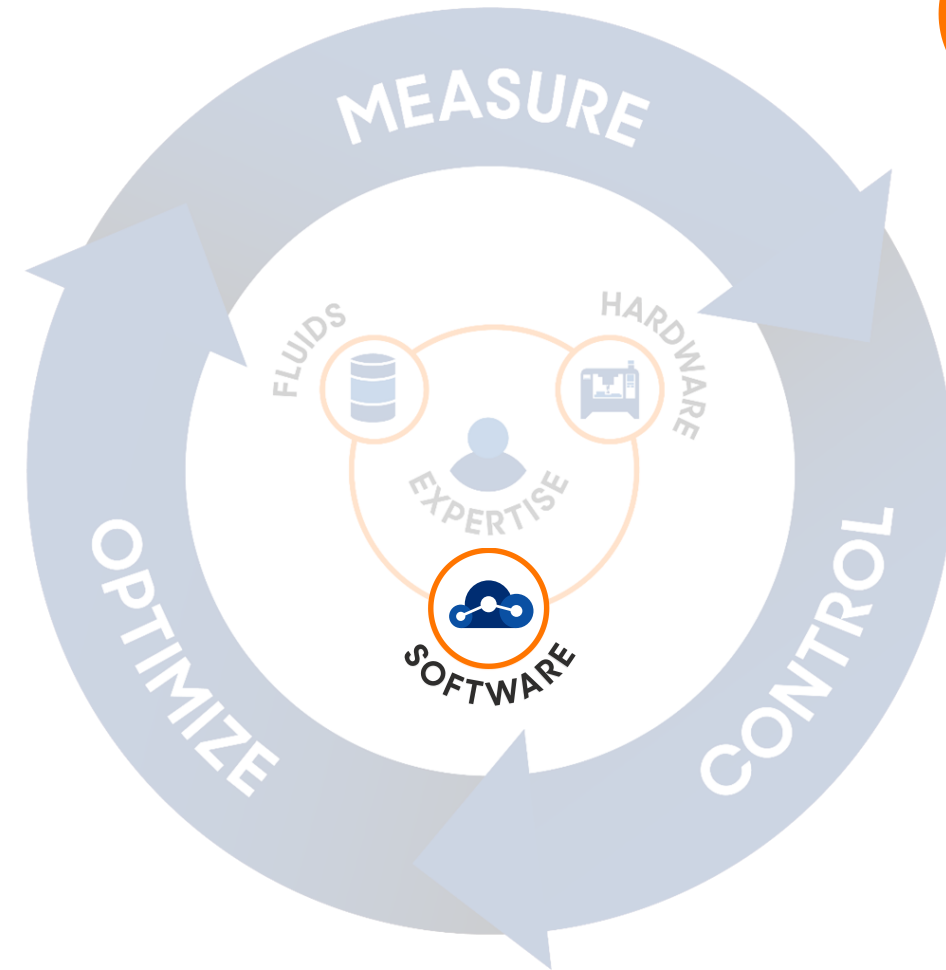 MEASURE
FLUIDS
HARDWARE
EXPERTISE
OPTIMIZE
CONTROL
SOFTWARE